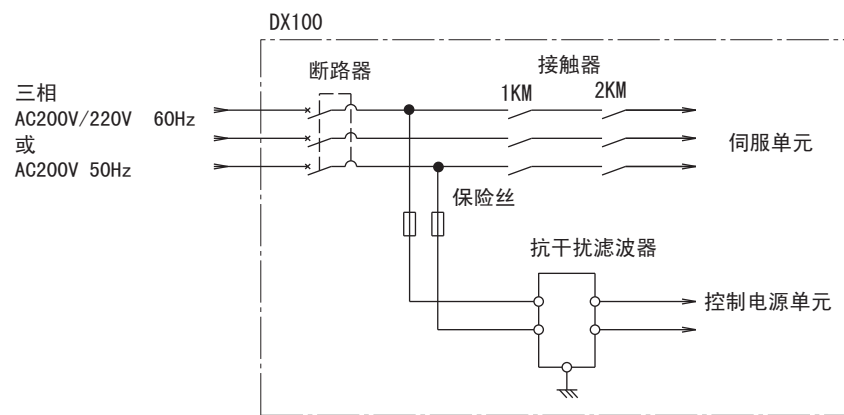 DX100
断路器
接触器
1KM
2KM
三相
AC200V/220V 60Hz
或
AC200V 50Hz
伺服单元
保险丝
抗干扰滤波器
控制电源单元